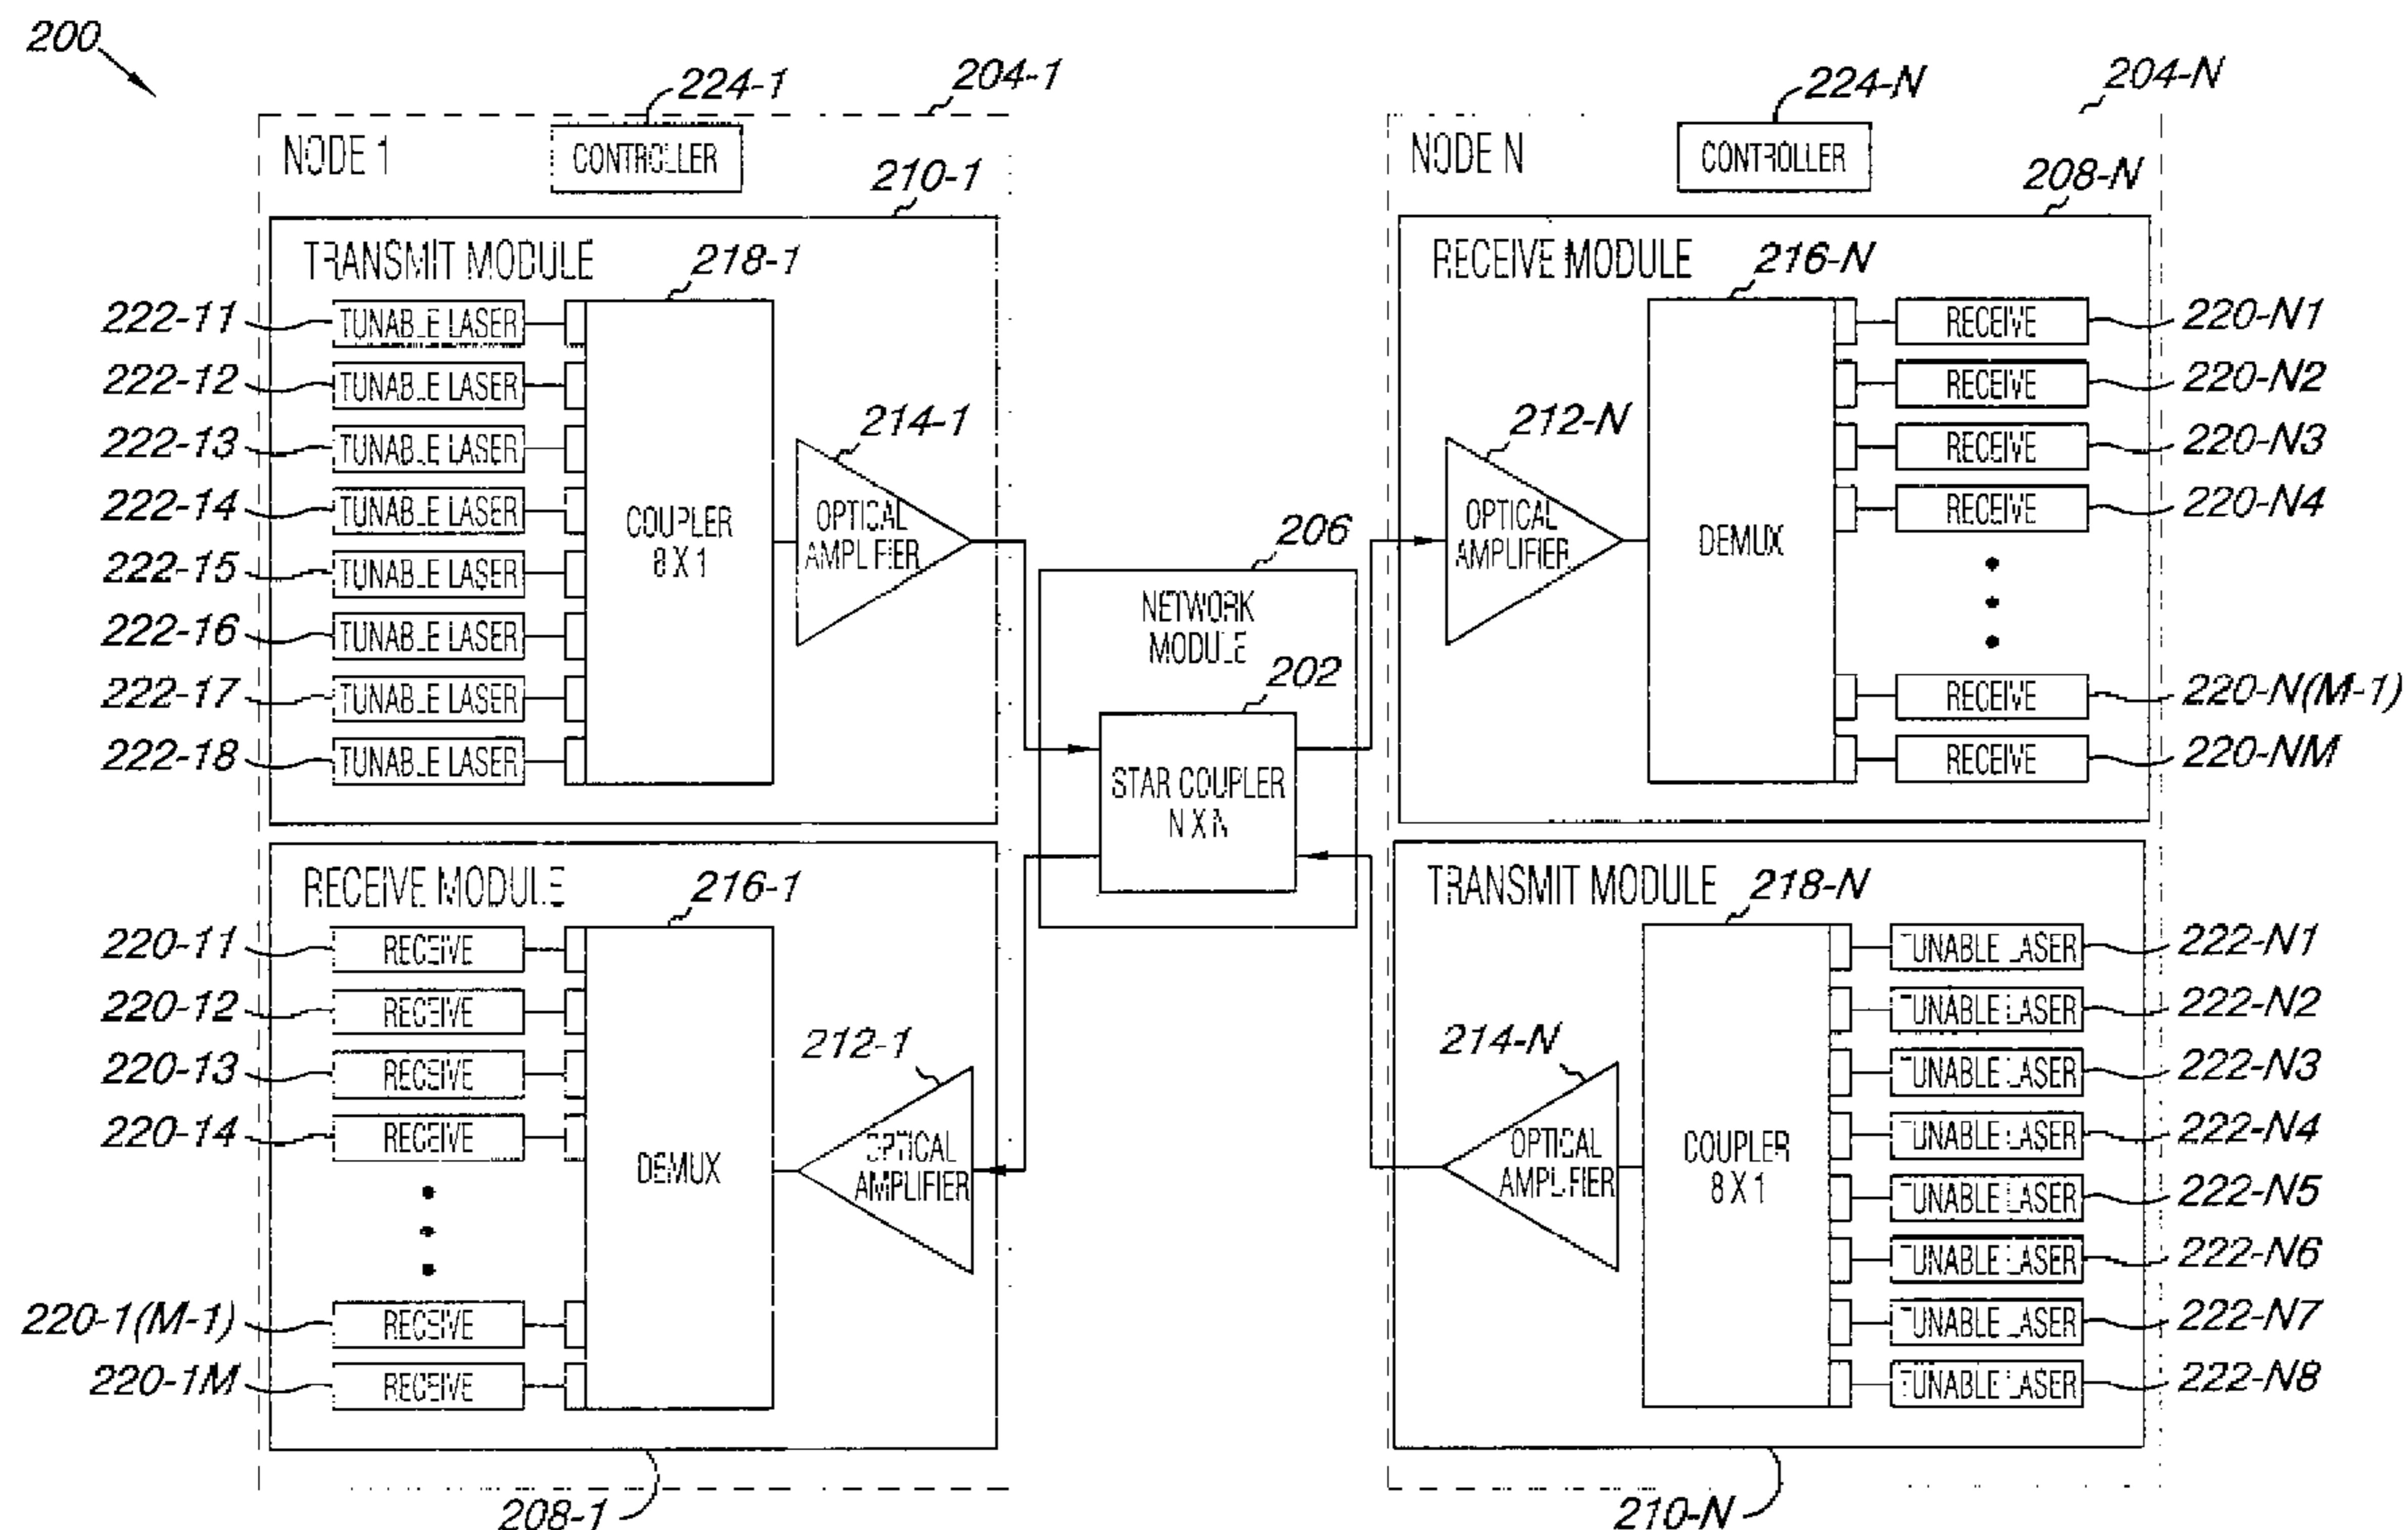 200
224-1
204-1
NODE 1
CONTROLLER
210-1
TRANSMIT MODULE
218-1
222-11
TUNABLE LASER
222-12
TUNABLE LASER
222-13
TUNABLE LASER
222-14
TUNABLE LASER
222-15
TUNABLE LASER
222-16
TUNABLE LASER
222-17
TUNABLE LASER
222-18
TUNABLE LASER
COUPLER
8 X 1
214-1
OPTICAL
AMPLIFIER
RECEIVE MODULE
216-1
220-11
RECEIVE
220-12
RECEIVE
220-13
RECEIVE
220-14
RECEIVE
220-1(M-1)
RECEIVE
220-1M
RECEIVE
DEMUX
212-1
OPTICAL
AMPLIFIER
208-1
206
NETWORK
MODULE
202
STAR COUPLER
N X N
224-N
204-N
NODE N
CONTROLLER
208-N
RECEIVE MODULE
216-N
212-N
OPTICAL
AMPLIFIER
DEMUX
RECEIVE
220-N1
RECEIVE
220-N2
RECEIVE
220-N3
RECEIVE
220-N4
RECEIVE
220-N(M-1)
RECEIVE
220-NM
TRANSMIT MODULE
218-N
214-N
OPTICAL
AMPLIFIER
COUPLER
8 X 1
TUNABLE LASER
222-N1
TUNABLE LASER
222-N2
TUNABLE LASER
222-N3
TUNABLE LASER
222-N4
TUNABLE LASER
222-N5
TUNABLE LASER
222-N6
TUNABLE LASER
222-N7
TUNABLE LASER
222-N8
210-N